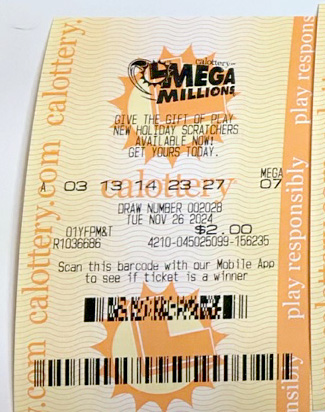 calottery
MEGA
MILLIONS
GIVE THE GIFT OF PLAY
NEW HOLIDAY SCRATCHERS
AVAILABLE NOW!
GET YOURS TODAY.
MEGA
A 03 13 14 23 27 07
calottery
DRAW NUMBER 002028
TUE NOV 26 2024
01YFPM&T $2.00
R1036686 4210-045025099-156235
Scan this barcode with our Mobile App
to see if ticket is a winner
calottery.com calottery.
play responsibly play respons